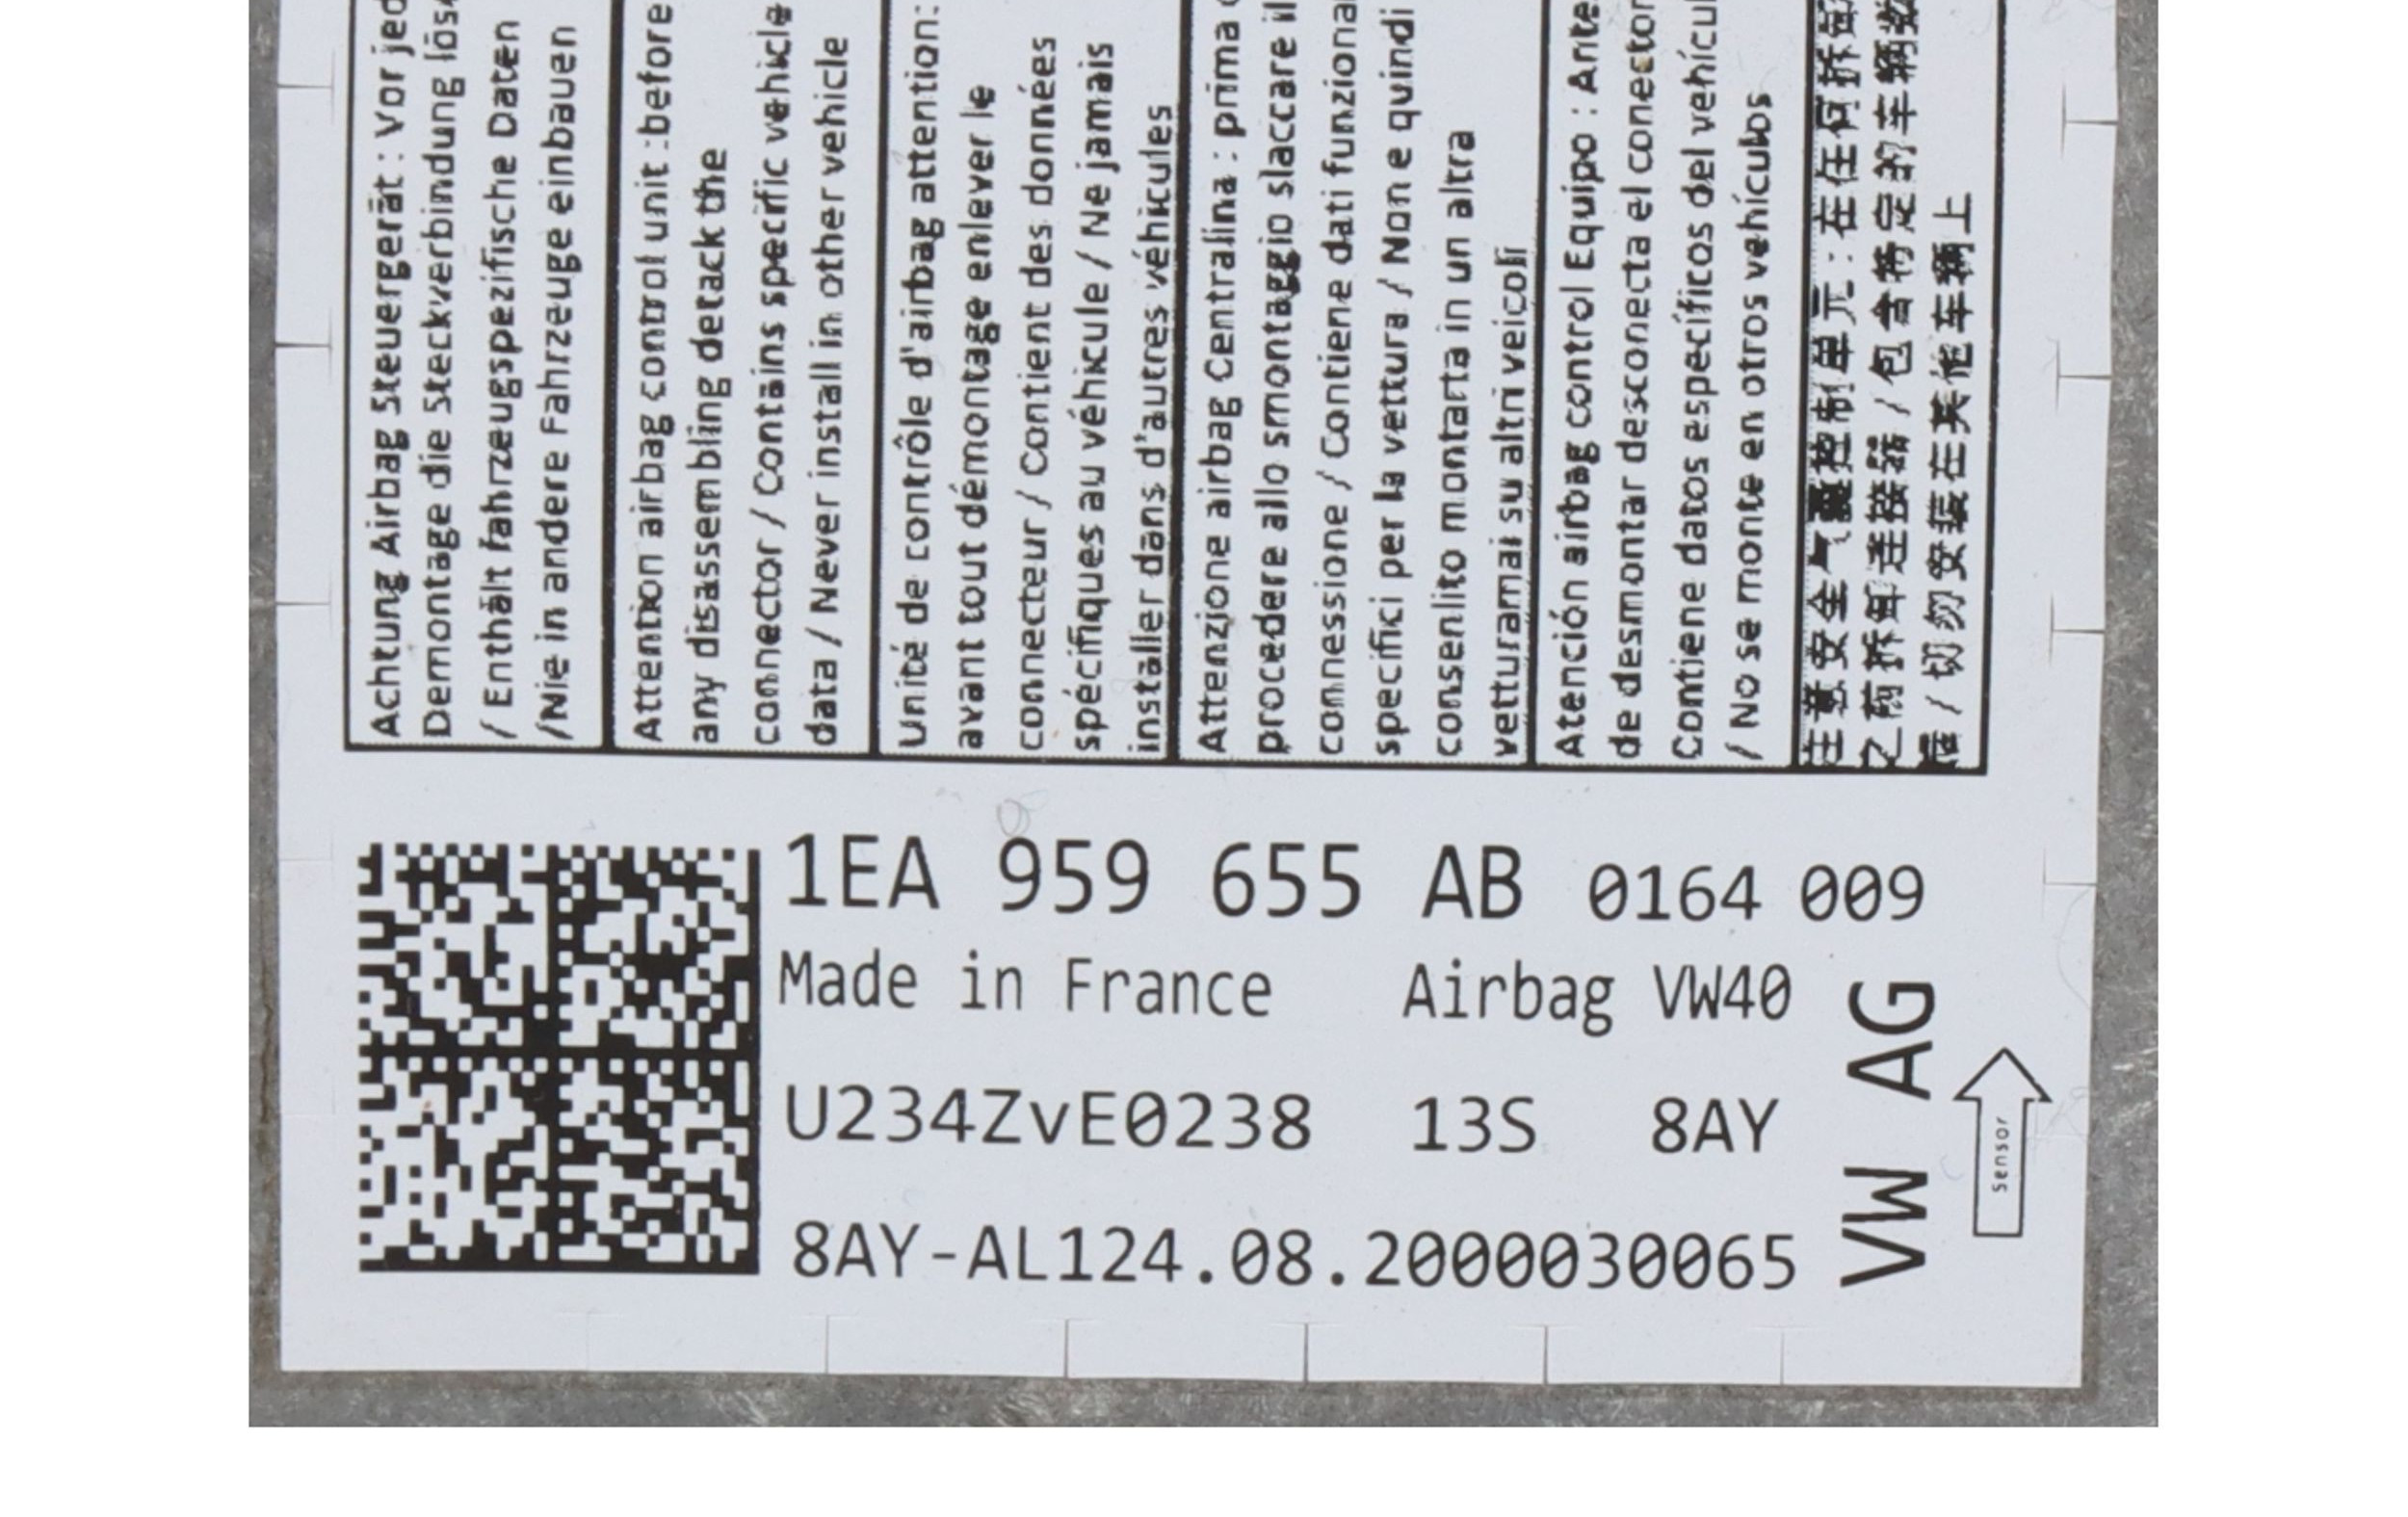 Achtung Airbag Steuergerät : Vor
Demontage die Steckverbindung
/ Enthält fahrzeugspezifische Daten
/Nie in andere Fahrzeuge einbauen
Attention airbag control unit :before
any disassembling detack the
connector / Contains specific vehicle
data / Never install in other vehicle
Unité de contrôle d'airbag attention:
avant tout démontage enlever le
connecteur / Contient des données
spécifiques au véhicule / Ne jamais
installer dans d'autres véhicules
Attenzione airbag Centralina : prima
procedere allo smontaggio slaccare il
connessione / Contiene dati
specifici per la vettura / Non e quindi
consenlito montarta in un altra
vetturamai su altri veicoli
Atención airbag control Equipo :
de desmontar desconecta el
Contiene datos específicos del
/ No se monte en otros vehículos
注意安全气囊控制单元 : 在任何拆卸
之前拆卸连接器 / 包含特定的车辆数
据 / 切勿安装在其他车辆上
1EA 959 655 AB 0164 009
Made in France Airbag VW40
U234ZvE0238 13S 8AY
8AY-AL124.08.2000030065
VW AG
Sensor